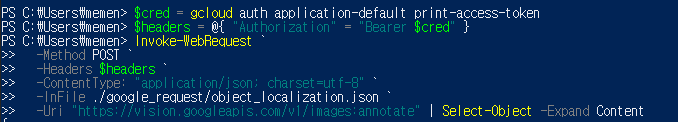 PS C:\Users\memen> $cred = gcloud auth application-default print-access-token
PS C:\Users\memen> $headers = @{ "Authorization" = "Bearer $cred" }
PS C:\Users\memen> Invoke-WebRequest `
>>   -Method POST `
>>   -Headers $headers `
>>   -ContentType: "application/json; charset=utf-8" `
>>   -InFile ./google_request/object_localization.json `
>>   -Uri "https://vision.googleapis.com/v1/images:annotate" | Select-Object -Expand Content